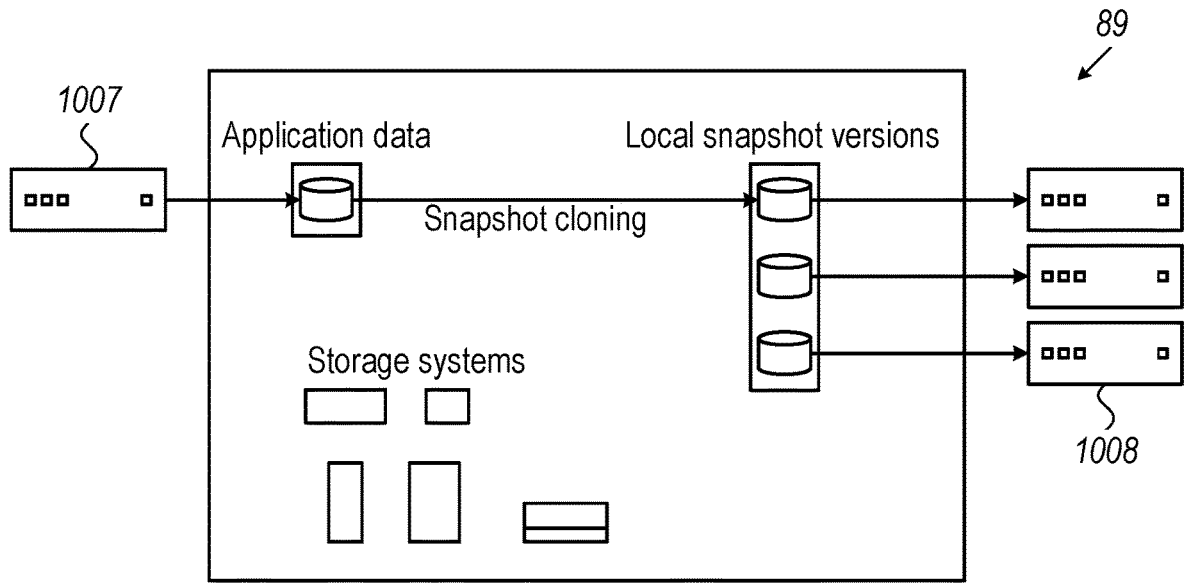 89
1007
Application data
Local snapshot versions
Snapshot cloning
Storage systems
1008